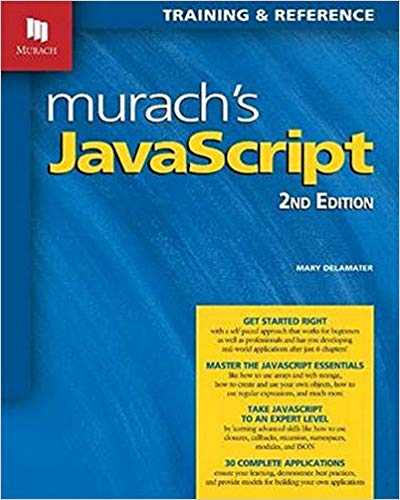 TRAINING & REFERENCE
MURACH
murach's
JavaScript
2ND EDITION
MARY DELAMATER
GET STARTED RIGHT
with a self-paced approach that works for beginners
as well as professionals and has you developing
real-world applications after just 6 chapters!
MASTER THE JAVASCRIPT ESSENTIALS
like how to use arrays and web storage,
how to create and use your own objects, how to
use regular expressions, and much more
TAKE JAVASCRIPT
TO AN EXPERT LEVEL
by learning advanced skills like how to use
closures, callbacks, recursion, namespaces,
modules, and JSON
30 COMPLETE APPLICATIONS
ensure your learning, demonstrate best practices,
and provide models for building your own applications